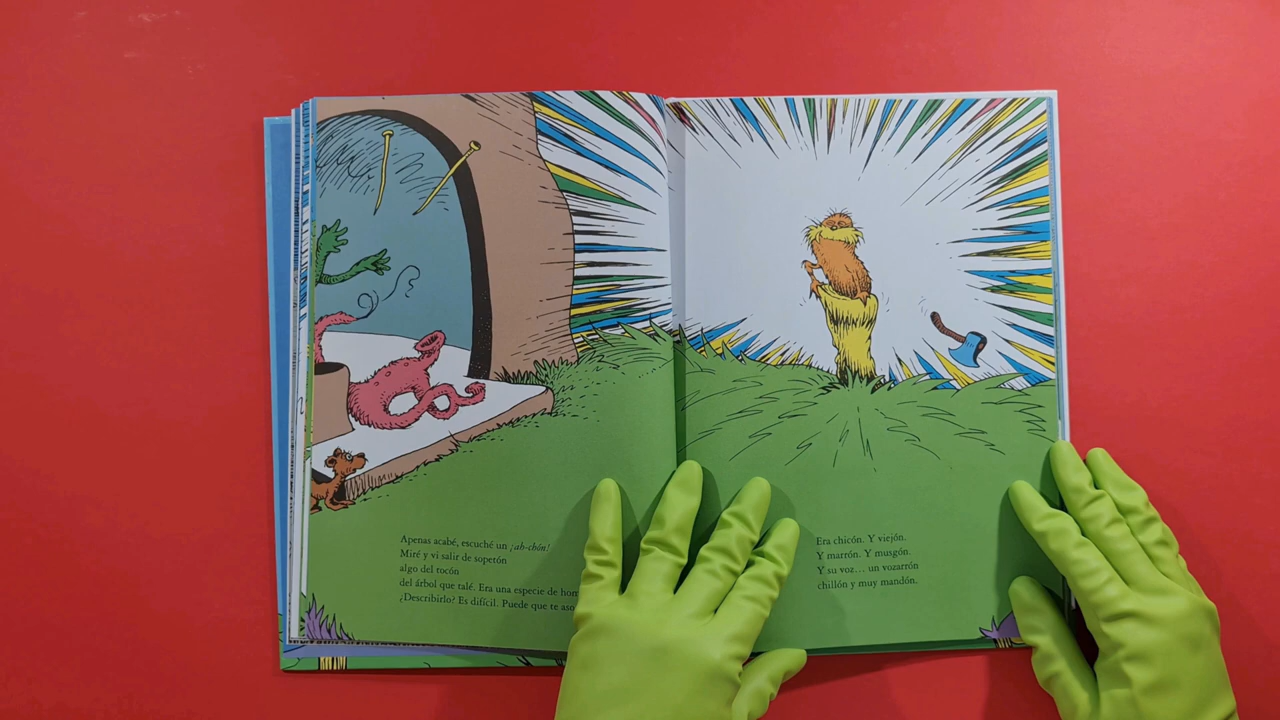 Apenas acabé, escuché un ¡ah-chón!
Miré y vi salir de sopetón
algo del tocón
del árbol que talé. Era una especie de
¿Describirlo? Es difícil. Puede que te
Era chicón. Y viejón.
Y marrón. Y musgón.
Y su voz... un vozarrón
chillón y muy mandón.